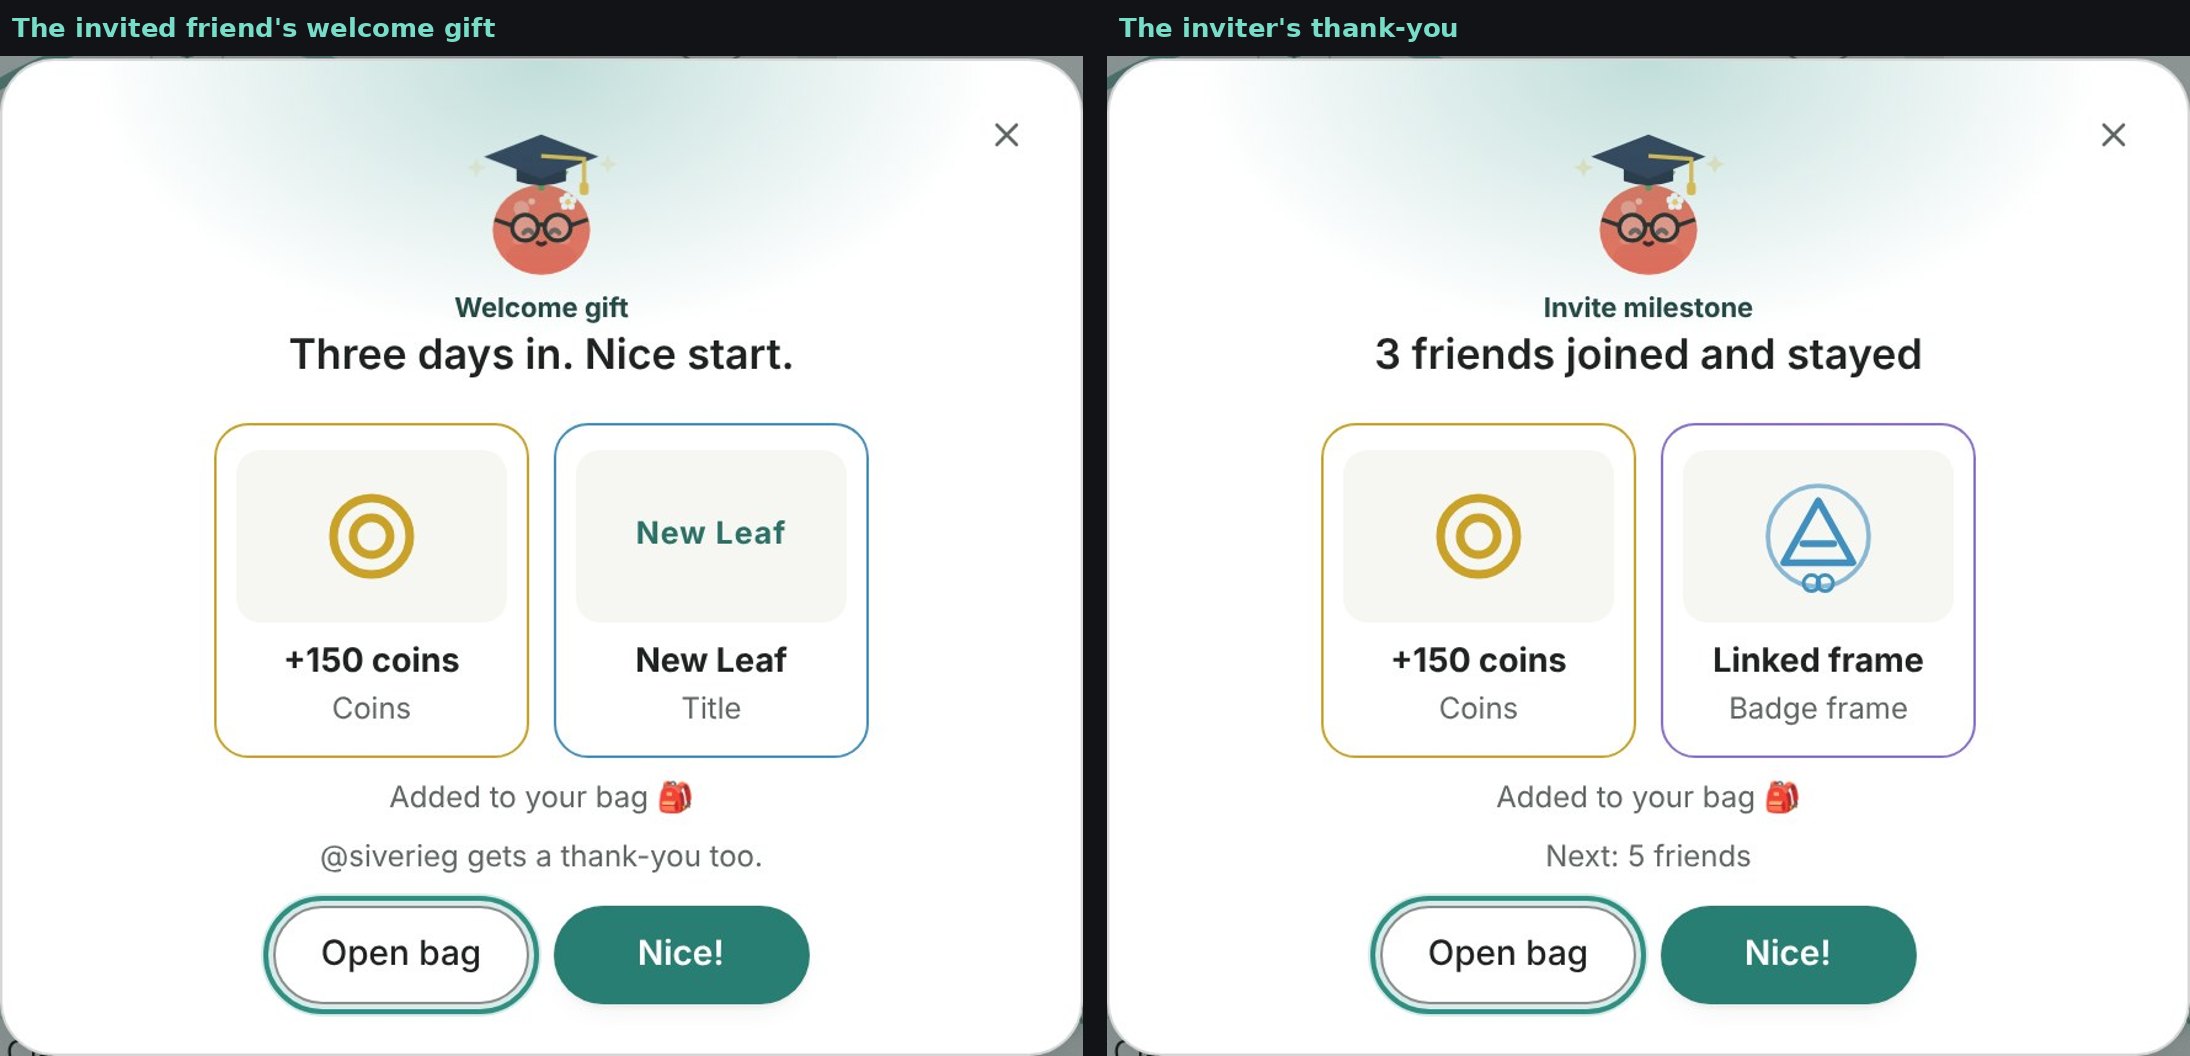 The invited friend's welcome gift
Welcome gift
Three days in. Nice start.
New Leaf
+150 coins
Coins
New Leaf
Title
Added to your bag 🎒
@siverieg gets a thank-you too.
Open bag
Nice!
The inviter's thank-you
Invite milestone
3 friends joined and stayed
+150 coins
Coins
Linked frame
Badge frame
Added to your bag 🎒
Next: 5 friends
Open bag
Nice!